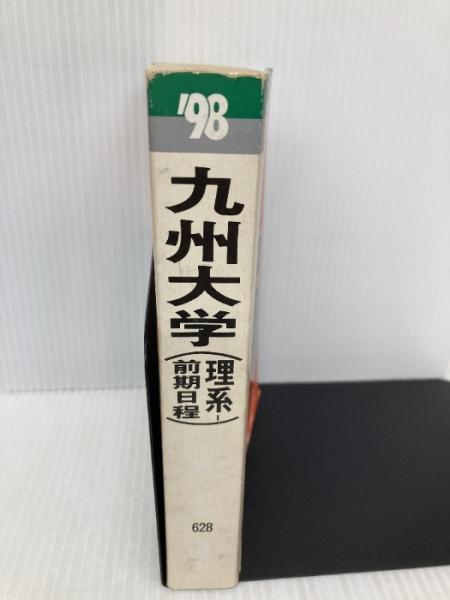 '98
九州大学
(理系-
前期日程)
628